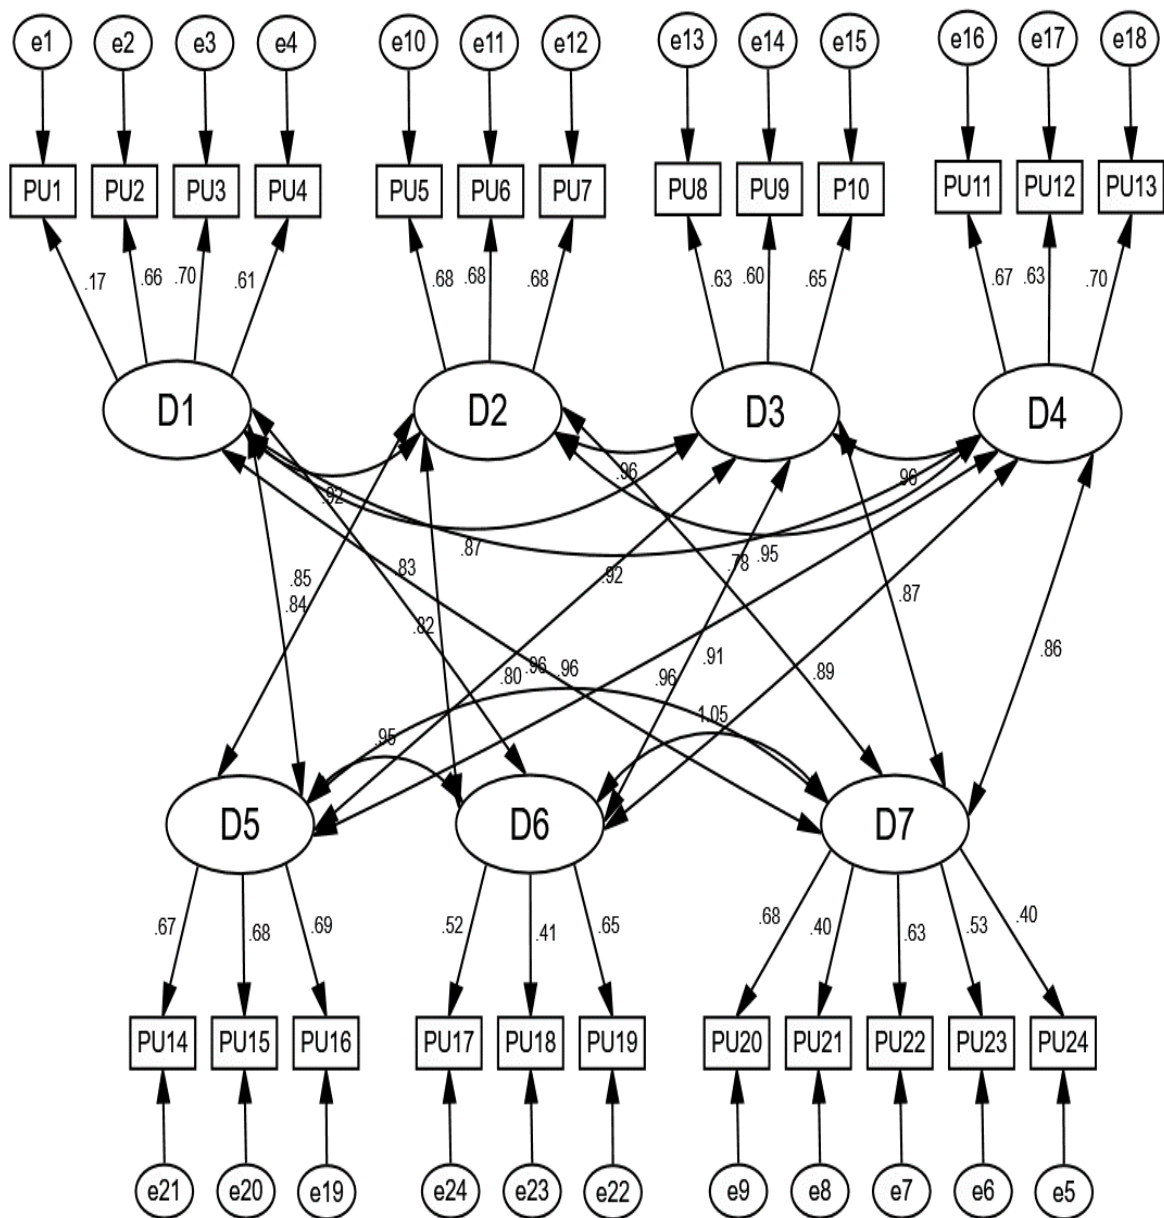 e1 e2 e3 e4 e10 e11 e12 e13 e14 e15 e16 e17 e18
PU1 PU2 PU3 PU4 PU5 PU6 PU7 PU8 PU9 P10 PU11 PU12 PU13
.17 .66 .70 .61 .68 .68 .68 .63 .60 .65 .67 .63 .70
D1 D2 D3 D4
.96 .96
.92
.87 .95
.78
.83 .92
.85 .87
.84
.82
.86
.91
.96 .96
.80 .96 .89
1.05
.95
D5 D6 D7
.67 .68 .69 .52 .41 .65 .68 .40 .63 .53 .40
PU14 PU15 PU16 PU17 PU18 PU19 PU20 PU21 PU22 PU23 PU24
e21 e20 e19 e24 e23 e22 e9 e8 e7 e6 e5